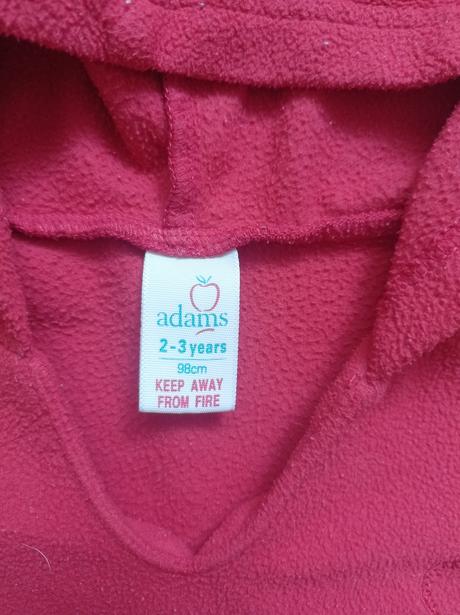 adams
2-3 years
98cm
KEEP AWAY
FROM FIRE